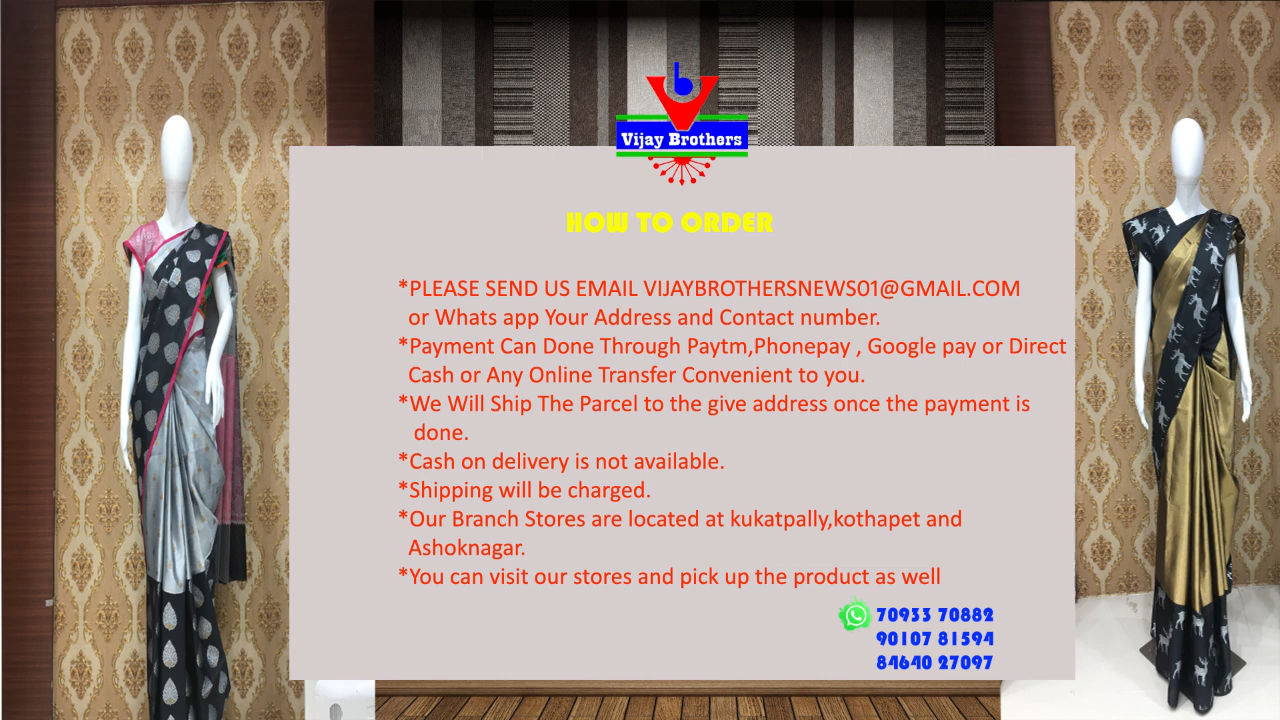 b
Vijay Brothers
HOW TO ORDER
*PLEASE SEND US EMAIL VIJAYBROTHERSNEWS01@GMAIL.COM
or Whats app Your Address and Contact number.
*Payment Can Done Through Paytm,Phonepay , Google pay or Direct
Cash or Any Online Transfer Convenient to you.
*We Will Ship The Parcel to the give address once the payment is
done.
*Cash on delivery is not available.
*Shipping will be charged.
*Our Branch Stores are located at kukatpally,kothapet and
Ashoknagar.
*You can visit our stores and pick up the product as well
70933 70882
90107 81594
84640 27097